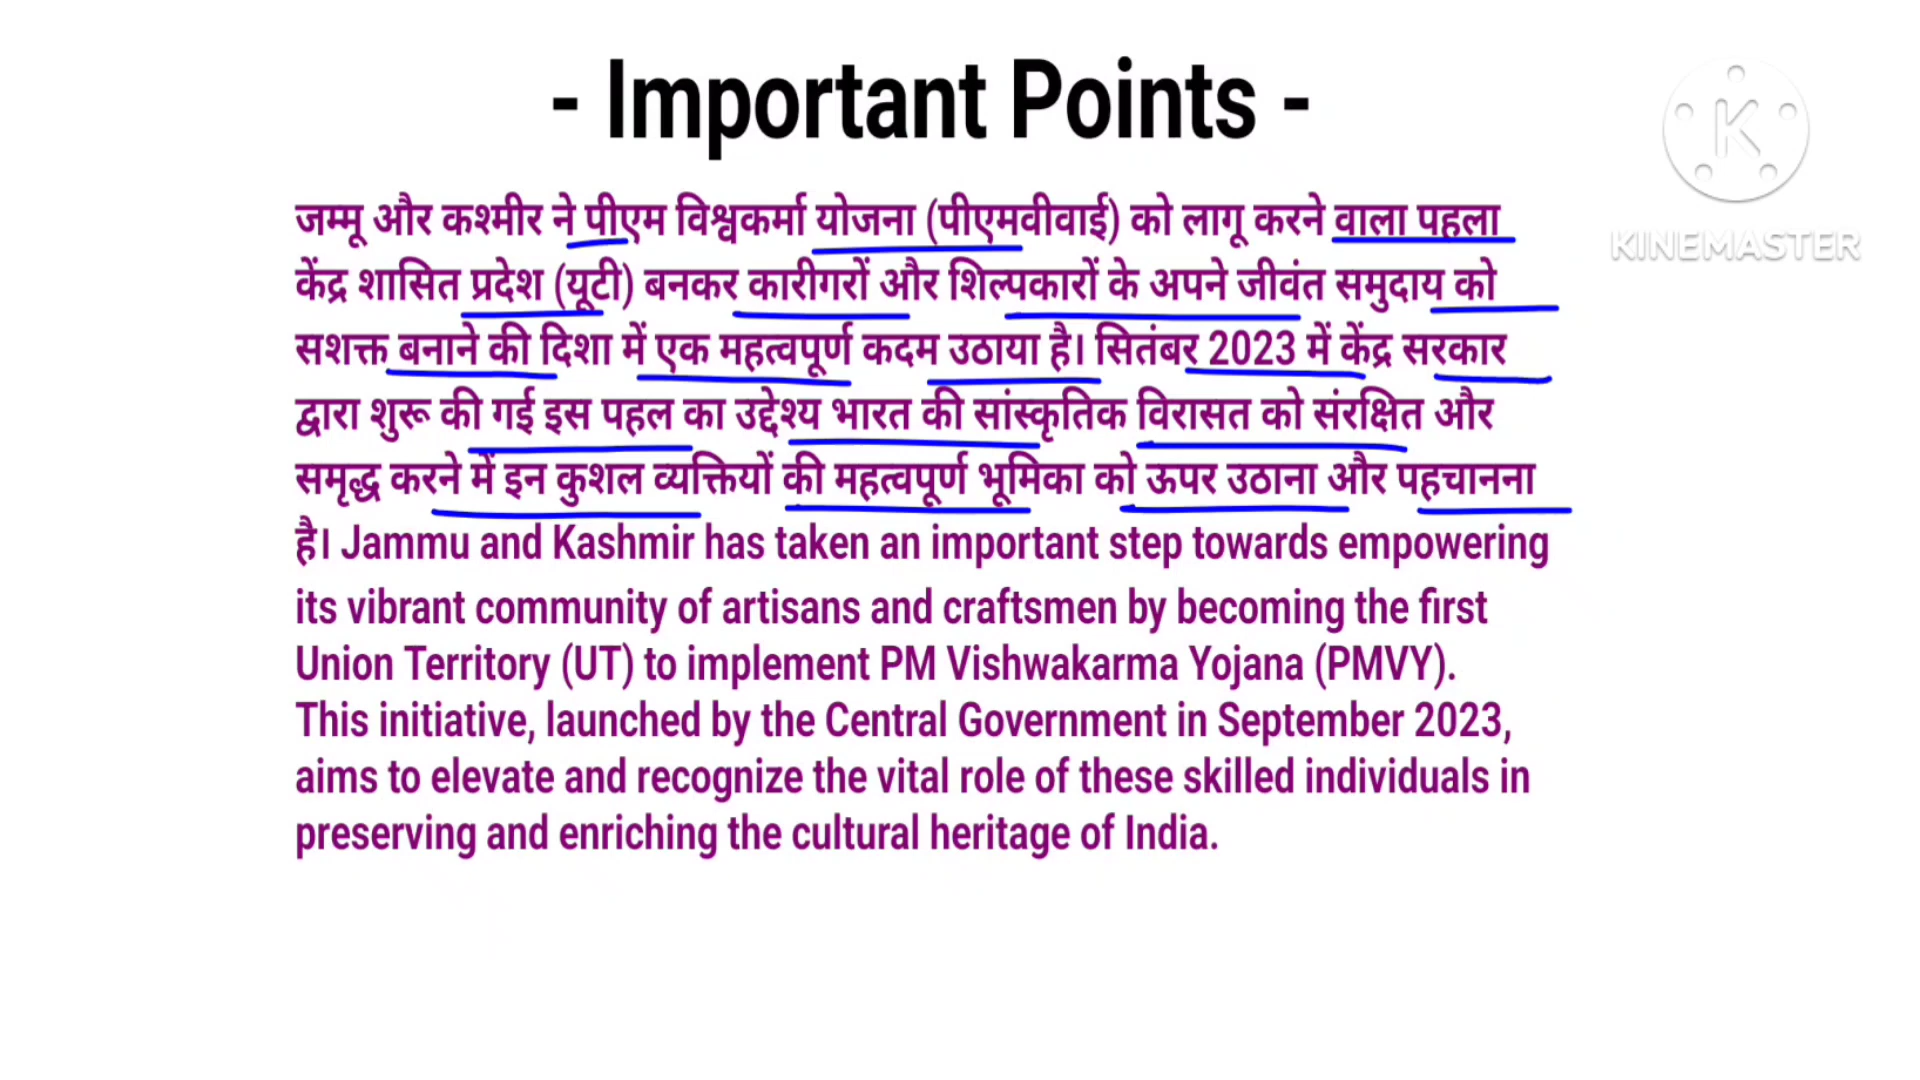 - Important Points -
जम्मू और कश्मीर ने पीएम विश्वकर्मा योजना (पीएमवीवाई) को लागू करने वाला पहला
केंद्र शासित प्रदेश (यूटी) बनकर कारीगरों और शिल्पकारों के अपने जीवंत समुदाय को
सशक्त बनाने की दिशा में एक महत्वपूर्ण कदम उठाया है। सितंबर 2023 में केंद्र सरकार
द्वारा शुरू की गई इस पहल का उद्देश्य भारत की सांस्कृतिक विरासत को संरक्षित और
समृद्ध करने में इन कुशल व्यक्तियों की महत्वपूर्ण भूमिका को ऊपर उठाना और पहचानना
है। Jammu and Kashmir has taken an important step towards empowering
its vibrant community of artisans and craftsmen by becoming the first
Union Territory (UT) to implement PM Vishwakarma Yojana (PMVY).
This initiative, launched by the Central Government in September 2023,
aims to elevate and recognize the vital role of these skilled individuals in
preserving and enriching the cultural heritage of India.
K
KINEMASTER